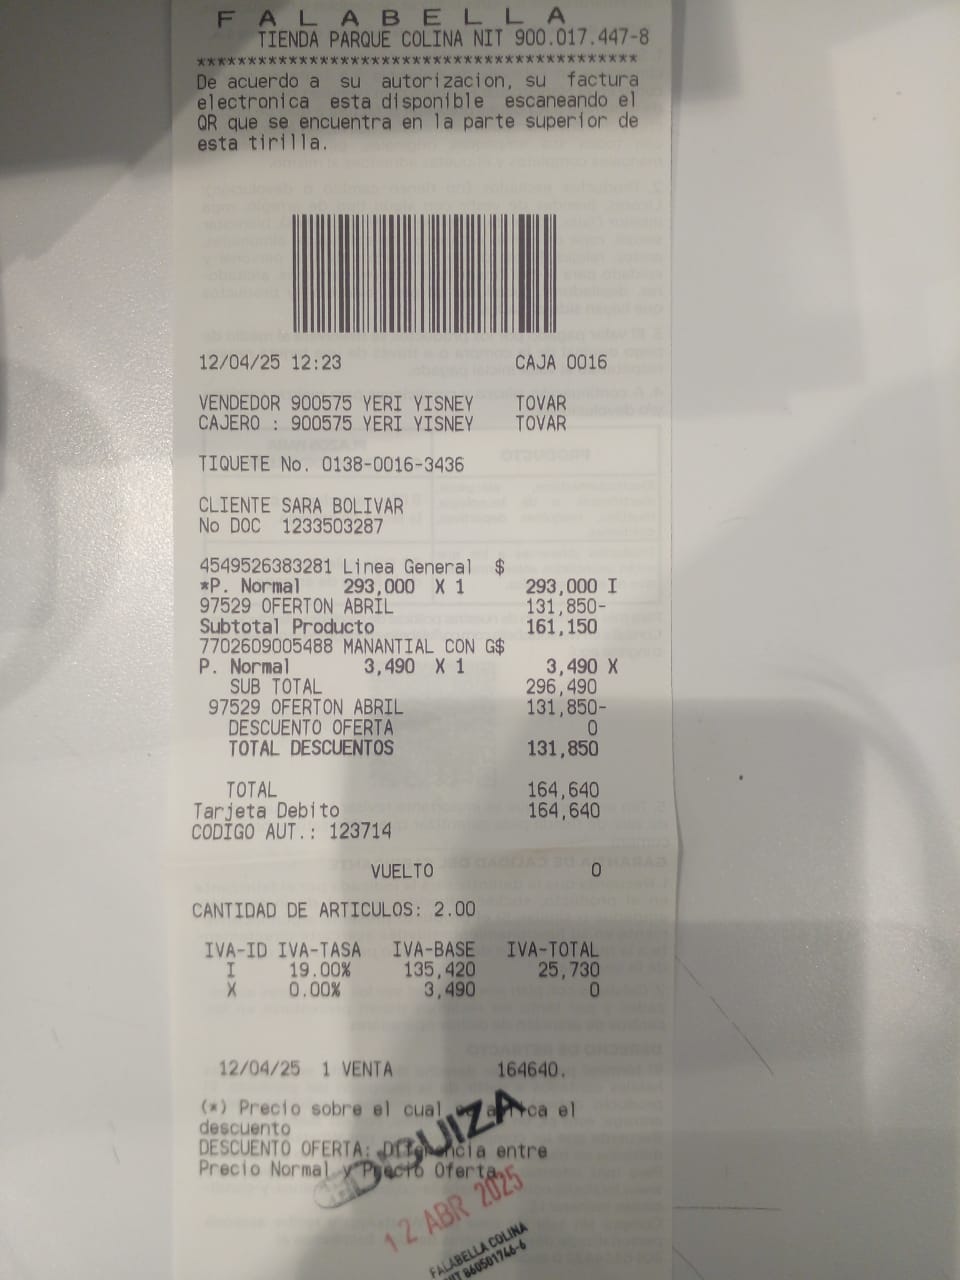 F A L A B E L L A
TIENDA PARQUE COLINA NIT 900.017.447-8
*****************************************
De acuerdo a su autorizacion, su factura
electronica esta disponible escaneando el
QR que se encuentra en la parte superior de
esta tirilla.
12/04/25 12:23 CAJA 0016
VENDEDOR 900575 YERI YISNEY TOVAR
CAJERO : 900575 YERI YISNEY TOVAR
TIQUETE No. 0138-0016-3436
CLIENTE SARA BOLIVAR
No DOC 1233503287
4549526383281 Linea General $
*P. Normal 293,000 X 1 293,000 I
97529 OFERTON ABRIL 131,850-
Subtotal Producto 161,150
7702609005488 MANANTIAL CON G$
P. Normal 3,490 X 1 3,490 X
SUB TOTAL 296,490
97529 OFERTON ABRIL 131,850-
DESCUENTO OFERTA 0
TOTAL DESCUENTOS 131,850
TOTAL 164,640
Tarjeta Debito 164,640
CODIGO AUT.: 123714
VUELTO 0
CANTIDAD DE ARTICULOS: 2.00
IVA-ID IVA-TASA IVA-BASE IVA-TOTAL
I 19.00% 135,420 25,730
X 0.00% 3,490 0
12/04/25 1 VENTA 164640.
(*) Precio sobre el cual se aplica el
descuento
DESCUENTO OFERTA: Diferencia entre
Precio Normal y Precio Oferta
12 ABR 2025
FALABELLA COLINA
NIT 860501746-6